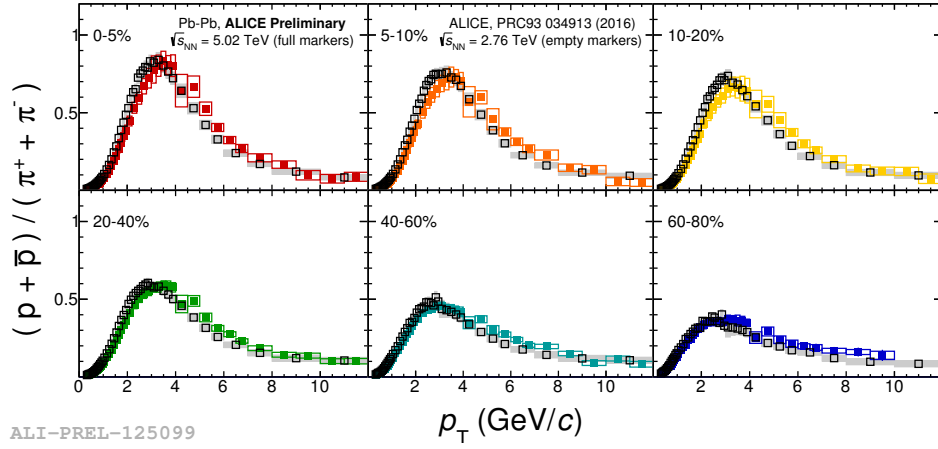 Pb-Pb, ALICE Preliminary
√sNN = 5.02 TeV (full markers)
ALICE, PRC93 034913 (2016)
√sNN = 2.76 TeV (empty markers)
0-5%
5-10%
10-20%
1
0.5
20-40%
40-60%
60-80%
1
0.5
0 2 4 6 8 10
2 4 6 8 10
2 4 6 8 10
(p + p̅) / (π⁺ + π⁻)
pT (GeV/c)
ALI-PREL-125099